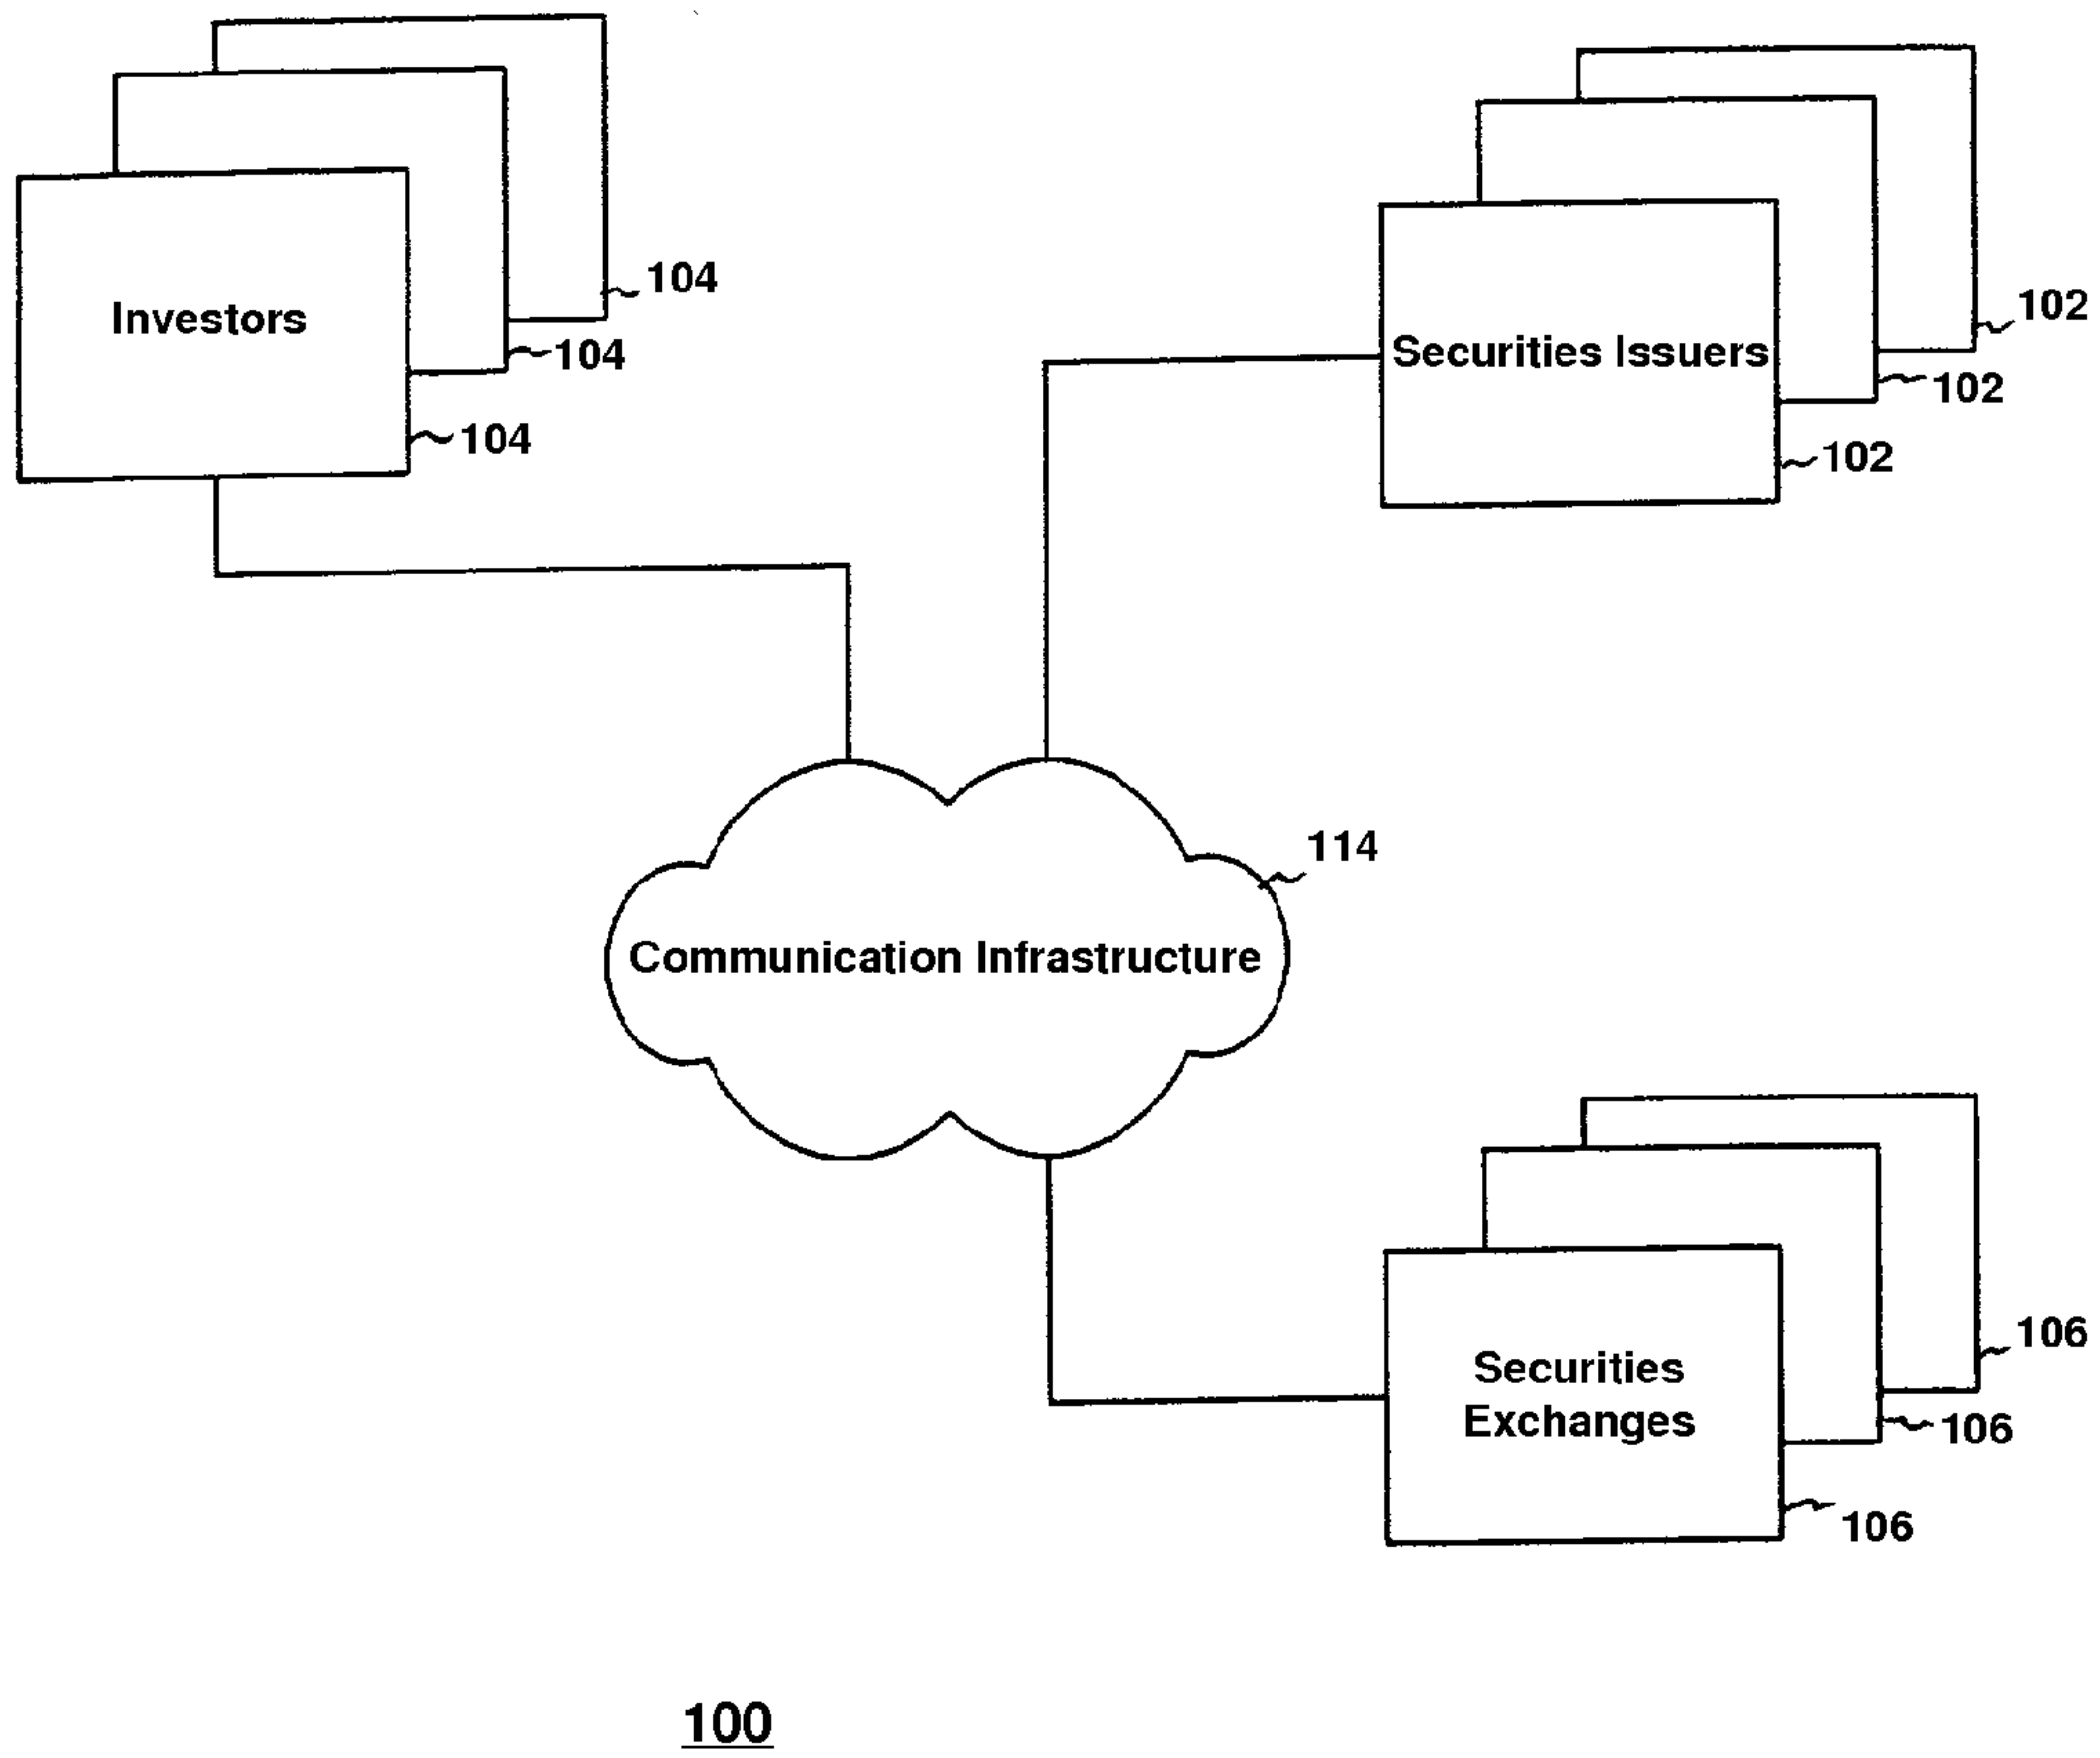 Investors
104
104
104
Securities Issuers
102
102
102
114
Communication Infrastructure
Securities
Exchanges
106
106
106
100